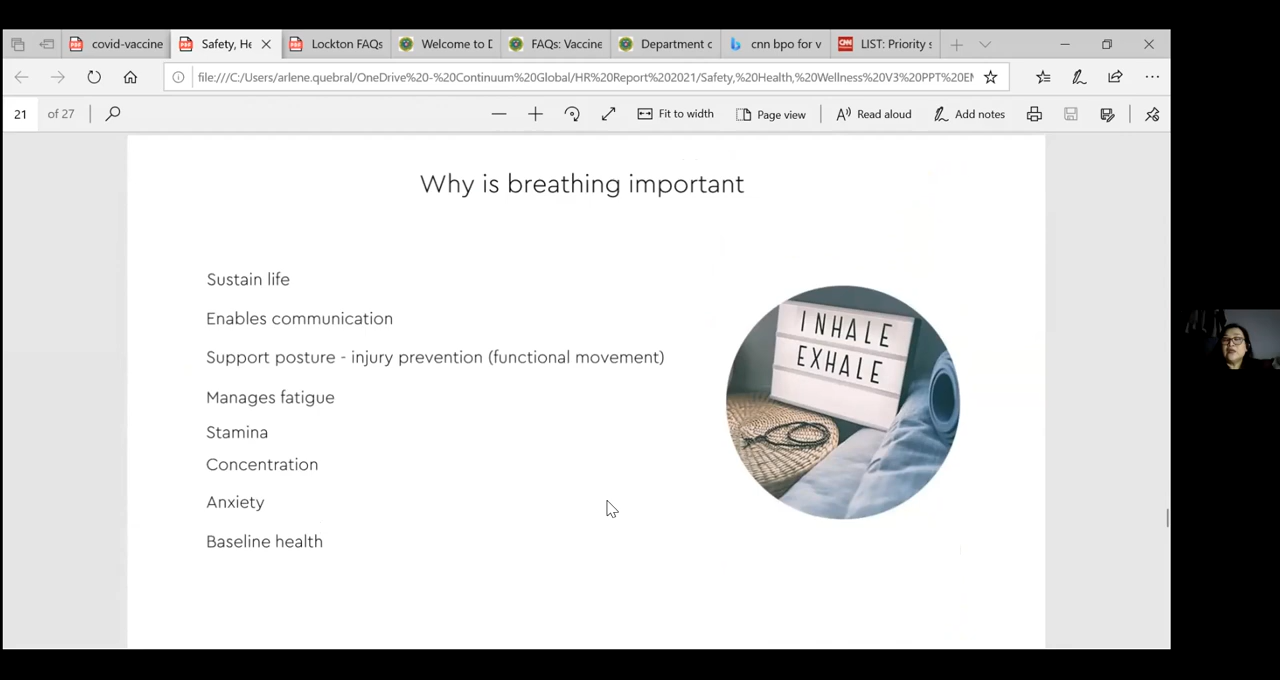 covid-vaccine
Safety, He
Lockton FAQs
Welcome to D
FAQs: Vaccine
Department o
cnn bpo for v
LIST: Priority s
file:///C:/Users/arlene.quebral/OneDrive%20-%20Continuum%20Global/HR%20Report%202021/Safety,%20Health,%20Wellness%20V3%20PPT%20EM
21 of 27
Fit to width
Page view
Read aloud
Add notes
Why is breathing important
Sustain life
Enables communication
Support posture - injury prevention (functional movement)
Manages fatigue
Stamina
Concentration
Anxiety
Baseline health
INHALE
EXHALE